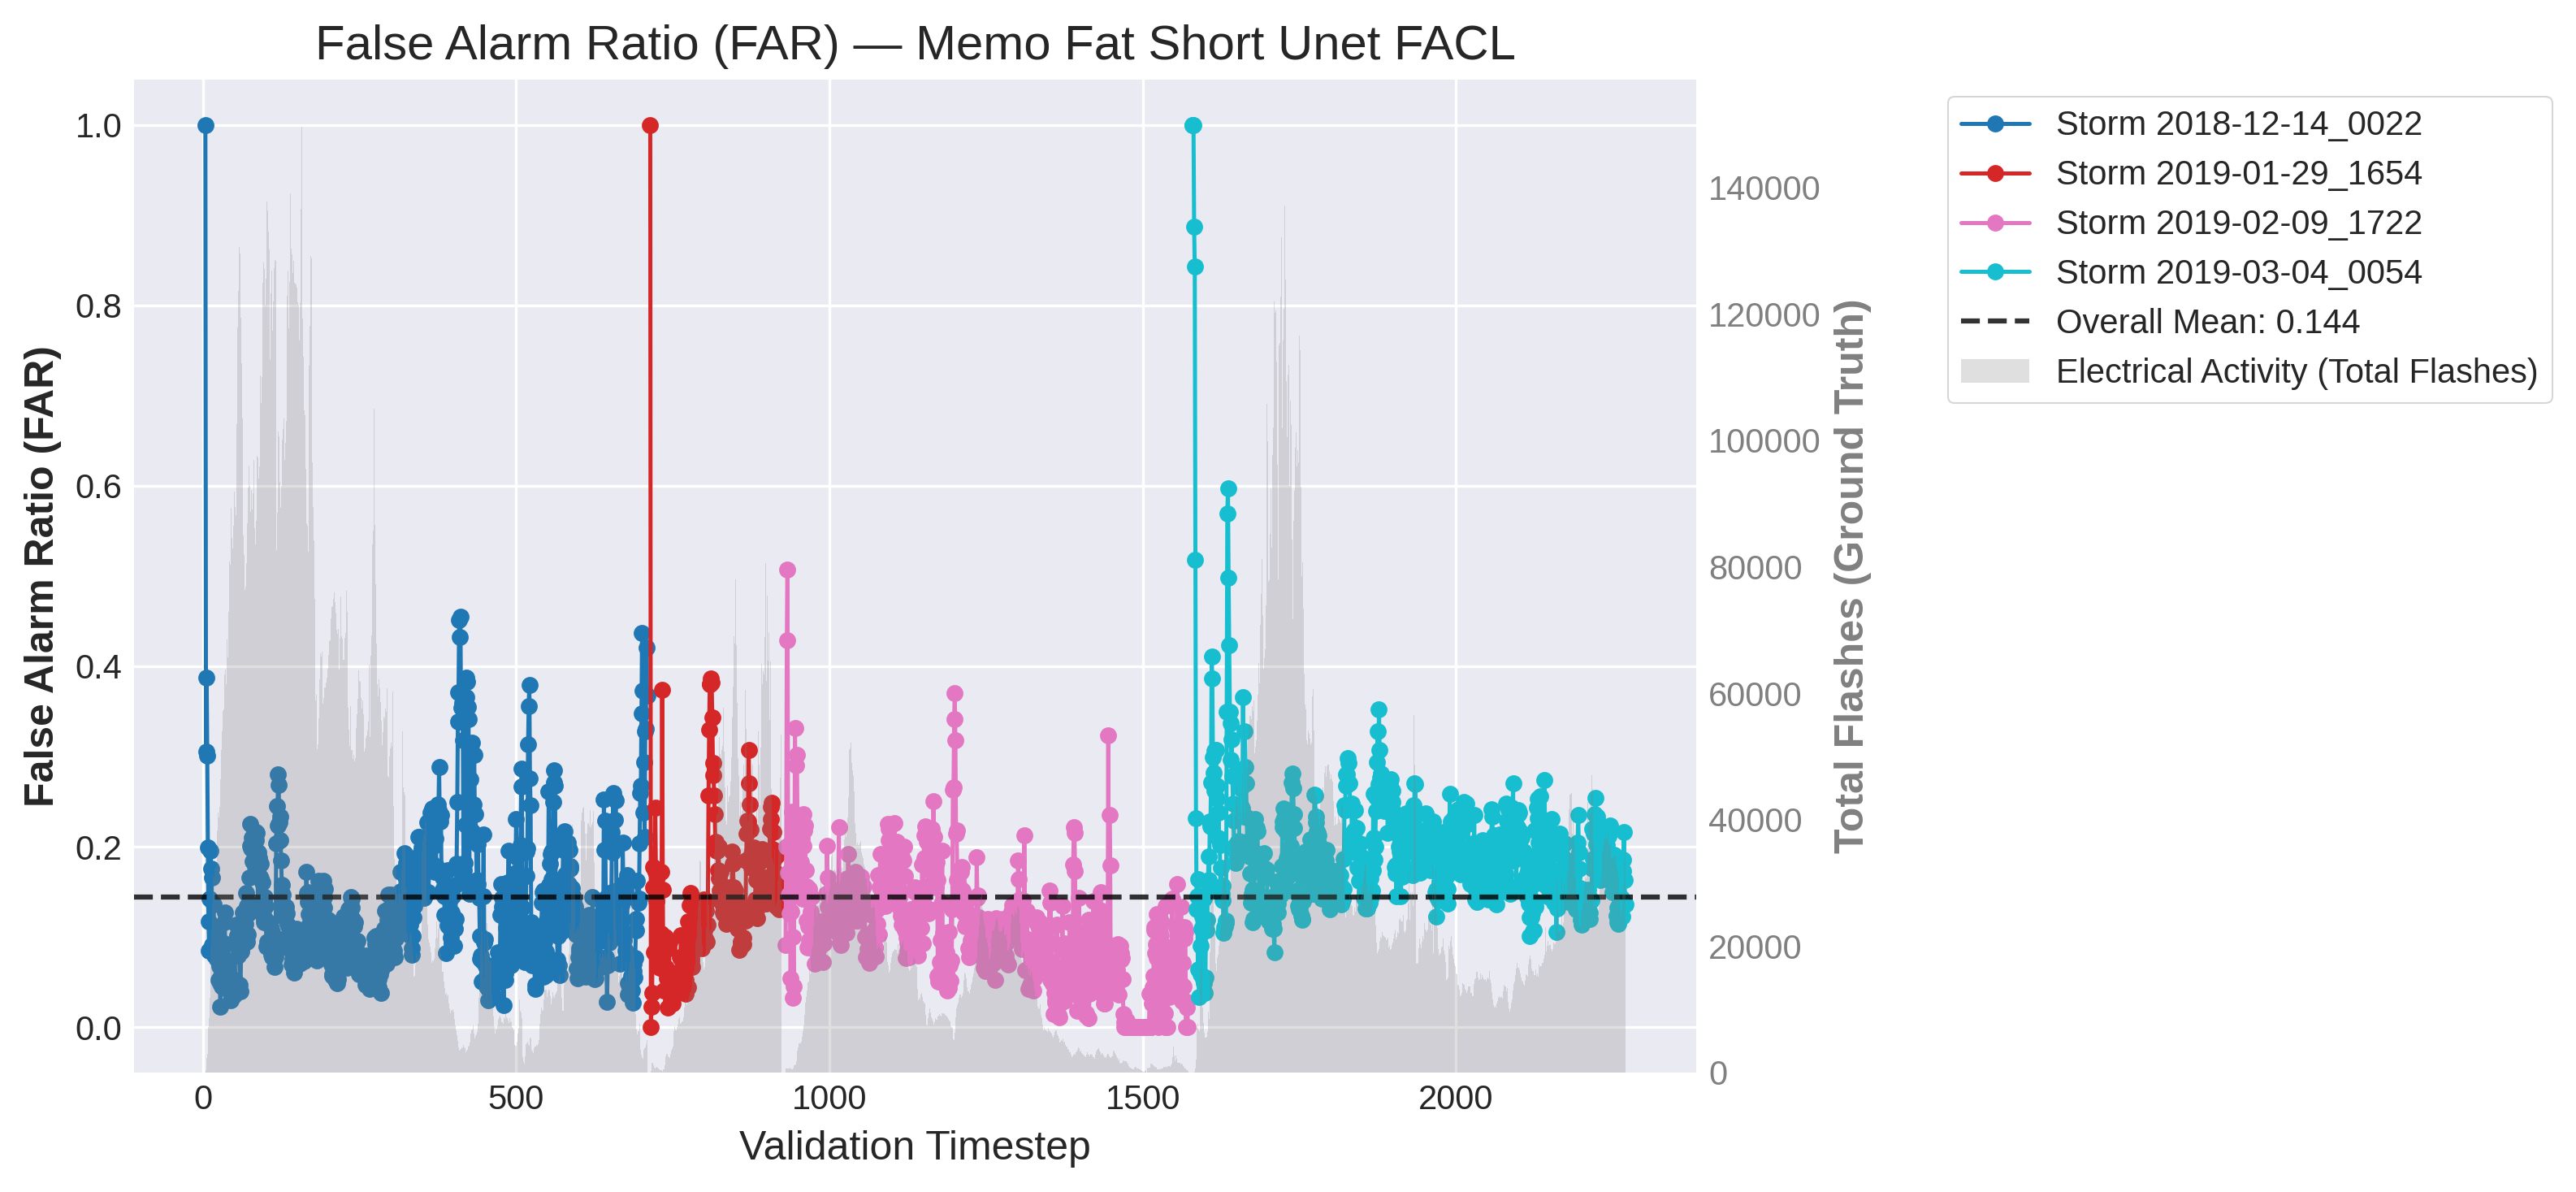 False Alarm Ratio (FAR) — Memo Fat Short Unet FACL
False Alarm Ratio (FAR)
1.0
0.8
0.6
0.4
0.2
0.0
0
500
1000
1500
2000
Validation Timestep
140000
120000
100000
80000
60000
40000
20000
0
Total Flashes (Ground Truth)
Storm 2018-12-14_0022
Storm 2019-01-29_1654
Storm 2019-02-09_1722
Storm 2019-03-04_0054
Overall Mean: 0.144
Electrical Activity (Total Flashes)